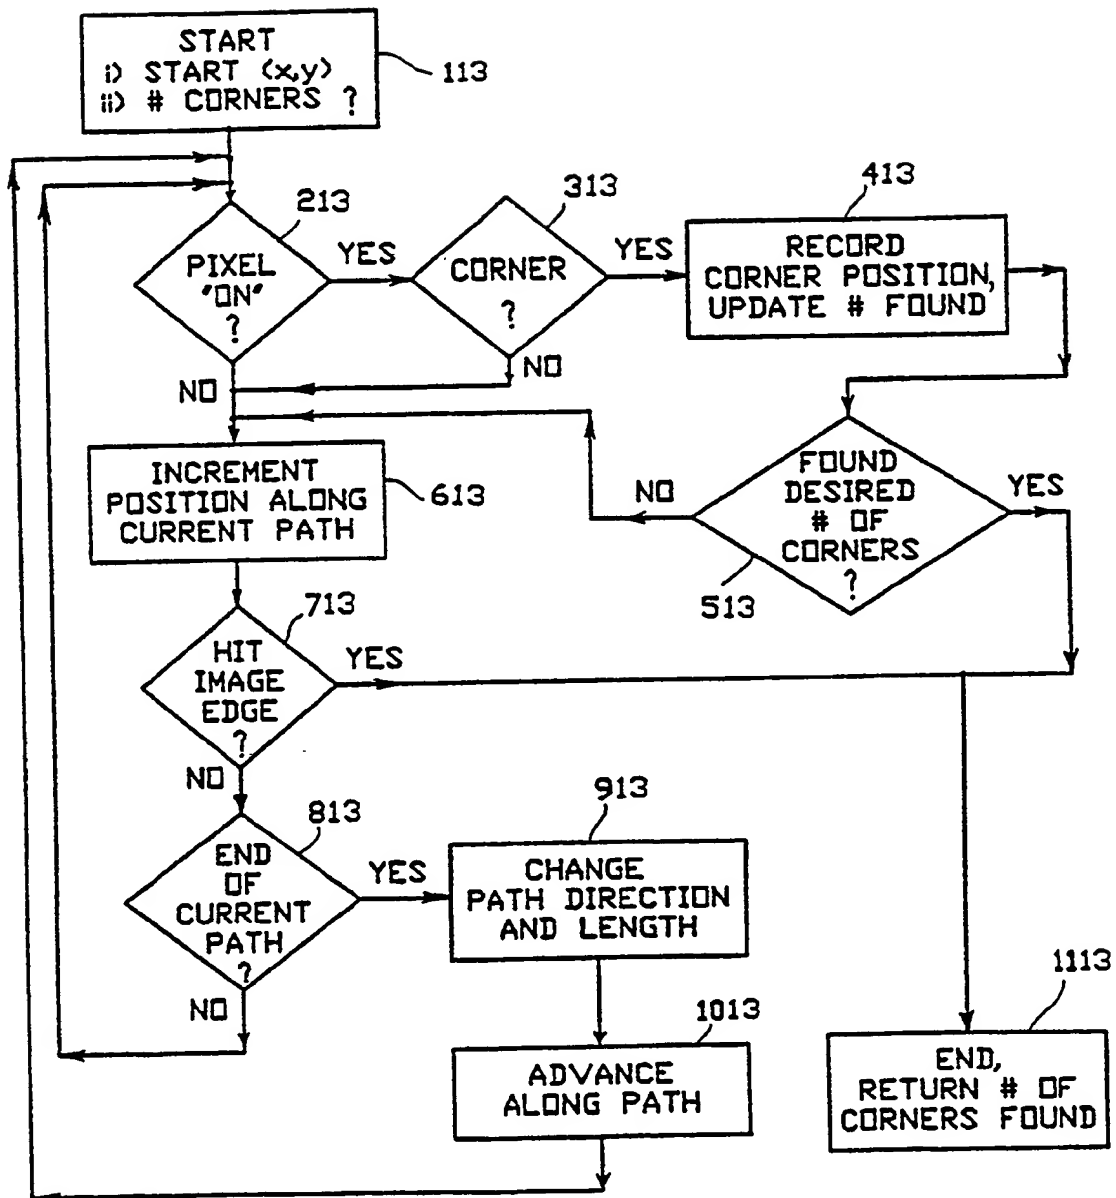 START
i) START (x,y)
ii) # CORNERS ?
113
213
PIXEL
"ON"
?
YES
NO
313
CORNER
?
YES
NO
413
RECORD
CORNER POSITION,
UPDATE # FOUND
FOUND
DESIRED
# OF
CORNERS
?
NO
YES
513
INCREMENT
POSITION ALONG
CURRENT PATH
613
713
HIT
IMAGE
EDGE
?
YES
NO
813
END
OF
CURRENT
PATH
?
YES
NO
913
CHANGE
PATH DIRECTION
AND LENGTH
1013
ADVANCE
ALONG PATH
1113
END,
RETURN # OF
CORNERS FOUND